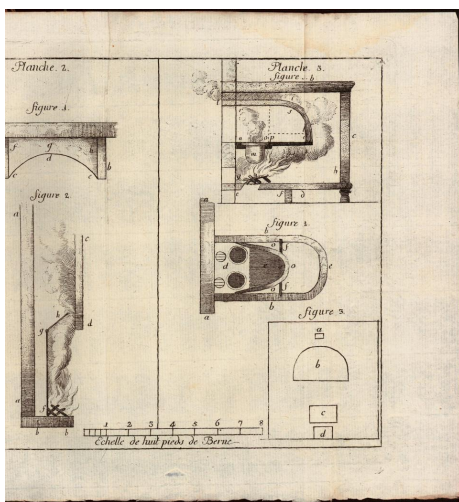 Planche. 2.
figure 1.
f g b
d
c c
figure 2.
a
c
h
g
d
a
f
b b
Planche 3.
figure. b
c
h
f d
figure 1.
a
b
d
e
a
b
figure 3.
a
b
c
d
1 2 3 4 5 6 7 8
Echelle de huit pieds de Berne